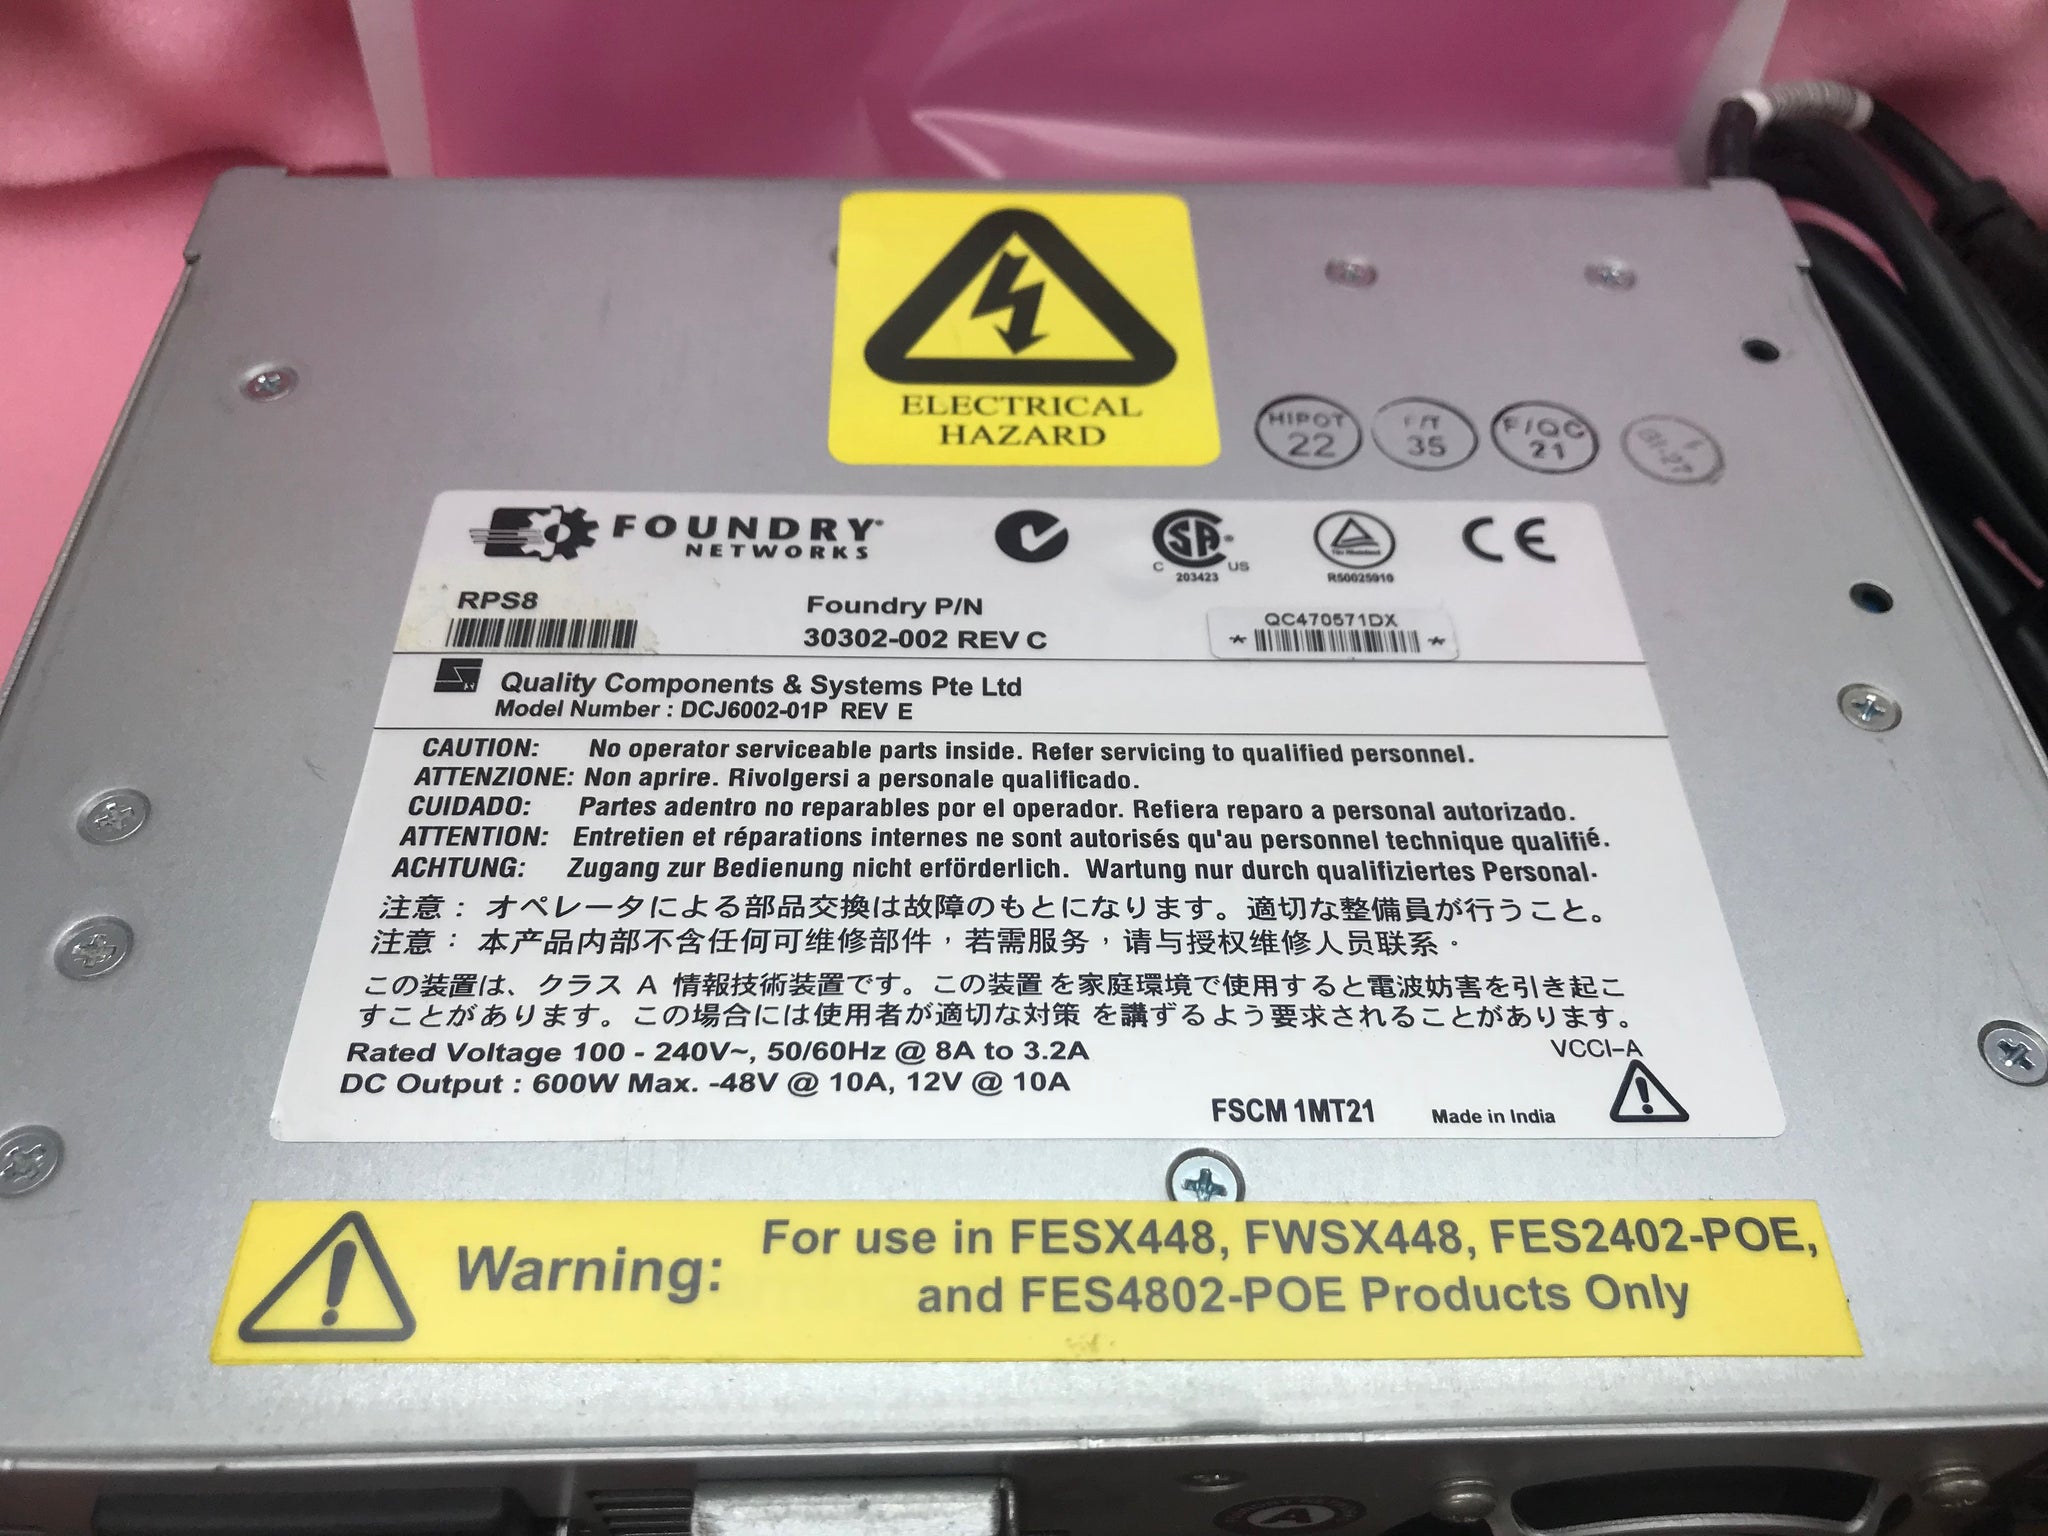 ELECTRICAL
HAZARD
HIPOT
22
F/T
35
F/QC
21
FOUNDRY
NETWORKS
C US
203423
TÜVRheinland
R50025910
CE
RPS8
Foundry P/N
30302-002 REV C
QC470571DX
* *
Quality Components & Systems Pte Ltd
Model Number : DCJ6002-01P REV E
CAUTION: No operator serviceable parts inside. Refer servicing to qualified personnel.
ATTENZIONE: Non aprire. Rivolgersi a personale qualificado.
CUIDADO: Partes adentro no reparables por el operador. Refiera reparo a personal autorizado.
ATTENTION: Entretien et réparations internes ne sont autorisés qu'au personnel technique qualifié.
ACHTUNG: Zugang zur Bedienung nicht erförderlich. Wartung nur durch qualifiziertes Personal.
注意： オペレータによる部品交換は故障のもとになります。適切な整備員が行うこと。
注意： 本产品内部不含任何可维修部件，若需服务，请与授权维修人员联系。
この装置は、クラス A 情報技術装置です。この装置 を家庭環境で使用すると電波妨害を引き起こ
すことがあります。この場合には使用者が適切な対策 を講ずるよう要求されることがあります。
VCCI-A
Rated Voltage 100 - 240V~, 50/60Hz @ 8A to 3.2A
DC Output : 600W Max. -48V @ 10A, 12V @ 10A
FSCM 1MT21
Made in India
Warning: For use in FESX448, FWSX448, FES2402-POE,
and FES4802-POE Products Only